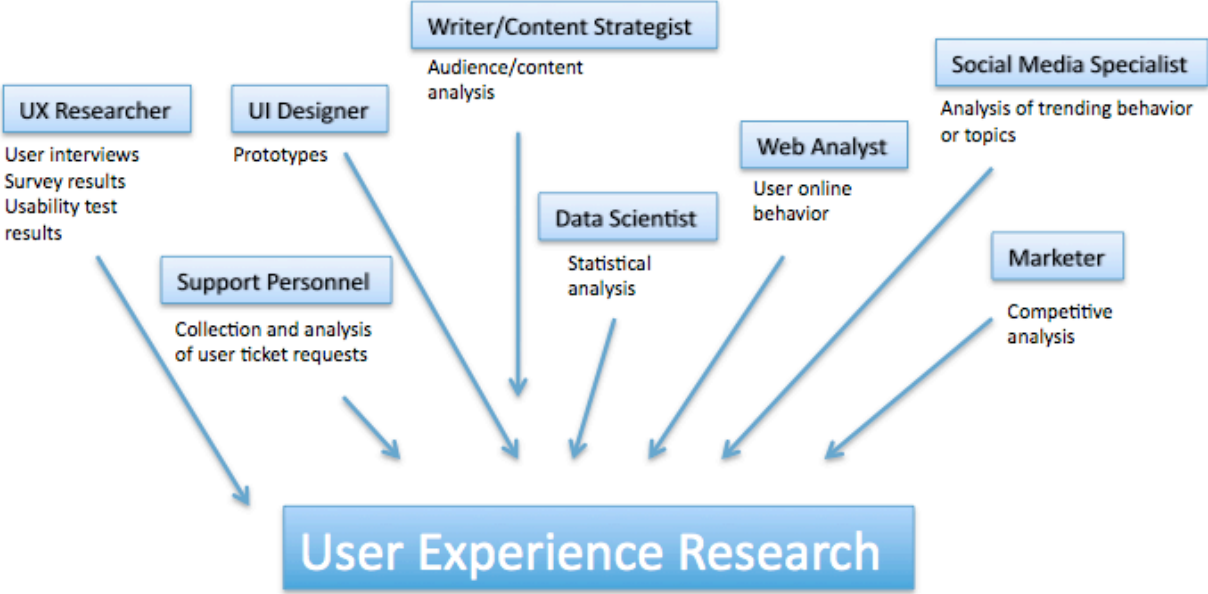 Writer/Content Strategist
Audience/content
analysis
Social Media Specialist
Analysis of trending behavior
or topics
UX Researcher
User interviews
Survey results
Usability test
results
UI Designer
Prototypes
Web Analyst
User online
behavior
Data Scientist
Statistical
analysis
Marketer
Competitive
analysis
Support Personnel
Collection and analysis
of user ticket requests
User Experience Research